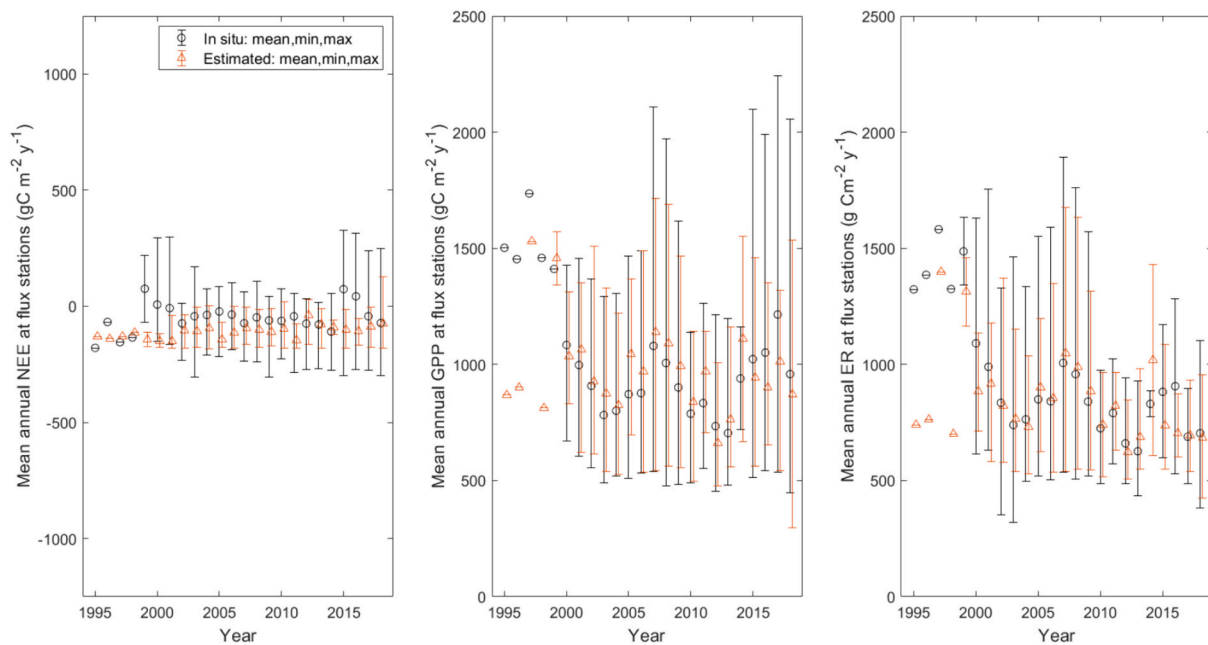 Mean annual NEE at flux stations (gC m⁻² y⁻¹)
1000
500
0
-500
-1000
1995 2000 2005 2010 2015
Year
In situ: mean,min,max
Estimated: mean,min,max
Mean annual GPP at flux stations (gC m⁻² y⁻¹)
2500
2000
1500
1000
500
0
1995 2000 2005 2010 2015
Year
Mean annual ER at flux stations (g Cm⁻² y⁻¹)
2500
2000
1500
1000
500
0
1995 2000 2005 2010 2015
Year